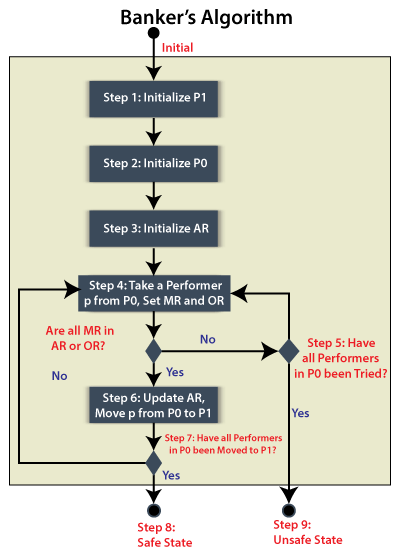 Banker's Algorithm
Initial
Step 1: Initialize P1
Step 2: Initialize P0
Step 3: Initialize AR
Step 4: Take a Performer
p from P0, Set MR and OR
Are all MR in
AR or OR?
No
Step 5: Have
all Performers
in P0 been Tried?
No
Yes
Step 6: Update AR,
Move p from P0 to P1
Yes
Step 7: Have all Performers
in P0 been Moved to P1?
Yes
Step 8:
Safe State
Step 9:
Unsafe State